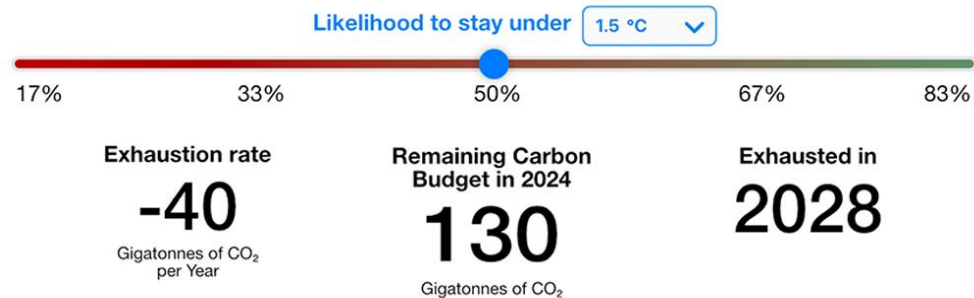 Likelihood to stay under 1.5 °C
17% 33% 50% 67% 83%
Exhaustion rate
-40
Gigatonnes of CO₂
per Year
Remaining Carbon
Budget in 2024
130
Gigatonnes of CO₂
Exhausted in
2028